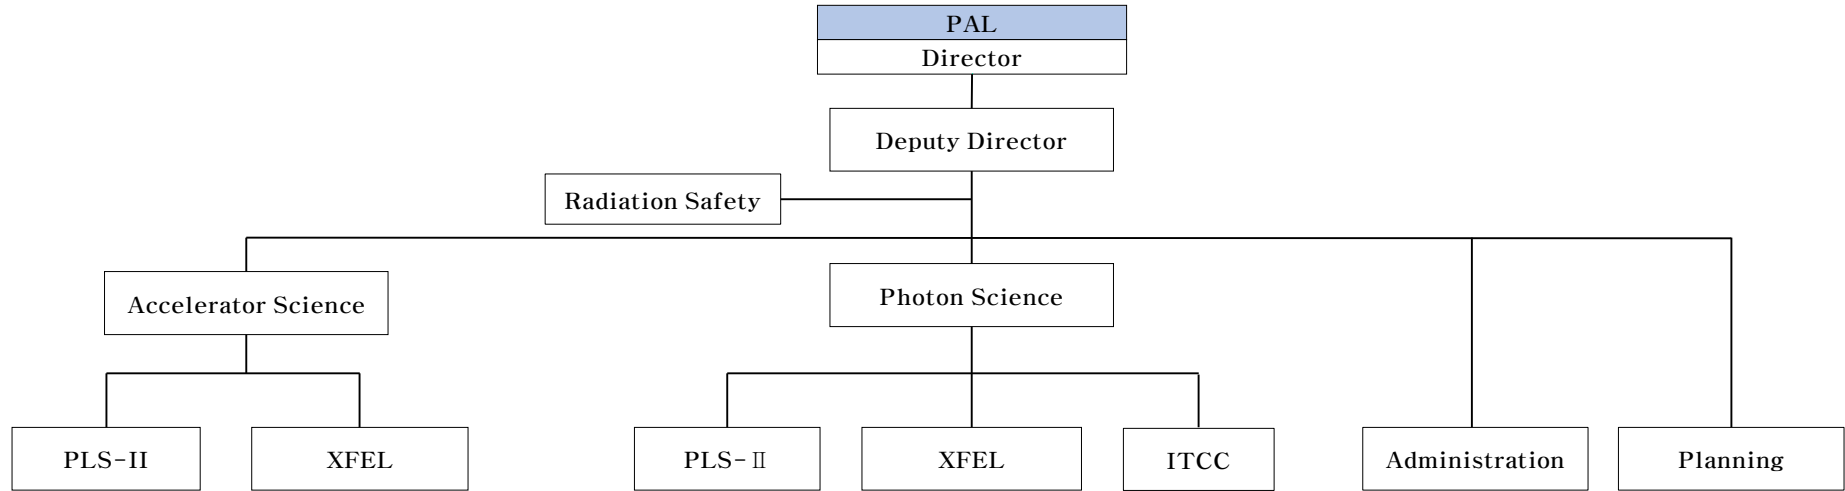 PAL
Director
Deputy Director
Radiation Safety
Accelerator Science
Photon Science
PLS-II
XFEL
PLS-Ⅱ
XFEL
ITCC
Administration
Planning